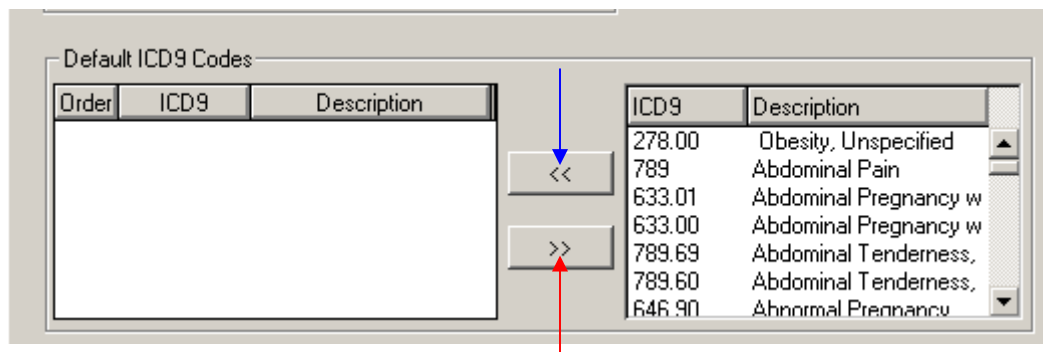 Default ICD9 Codes
Order ICD9 Description
<<
>>
ICD9 Description
278.00 Obesity, Unspecified
789 Abdominal Pain
633.01 Abdominal Pregnancy w
633.00 Abdominal Pregnancy w
789.69 Abdominal Tenderness,
789.60 Abdominal Tenderness,
646.90 Abnormal Pregnancy